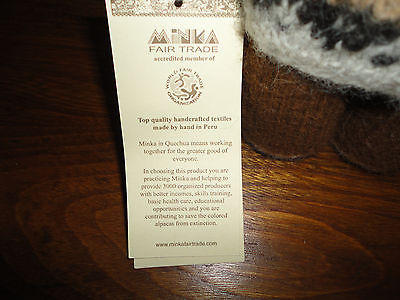 MINKA
FAIR TRADE
accredited member of
WORLD FAIR TRADE ORGANIZATION
Top quality handcrafted textiles
made by hand in Peru
Minka in Quechua means working
together for the greater good of
everyone.
In choosing this product you are
practicing Minka and helping to
provide 3000 organized producers
with better incomes, skills training,
basic health care, educational
opportunities and you are
contributing to save the colored
alpacas from extinction.
www.minkafairtrade.com